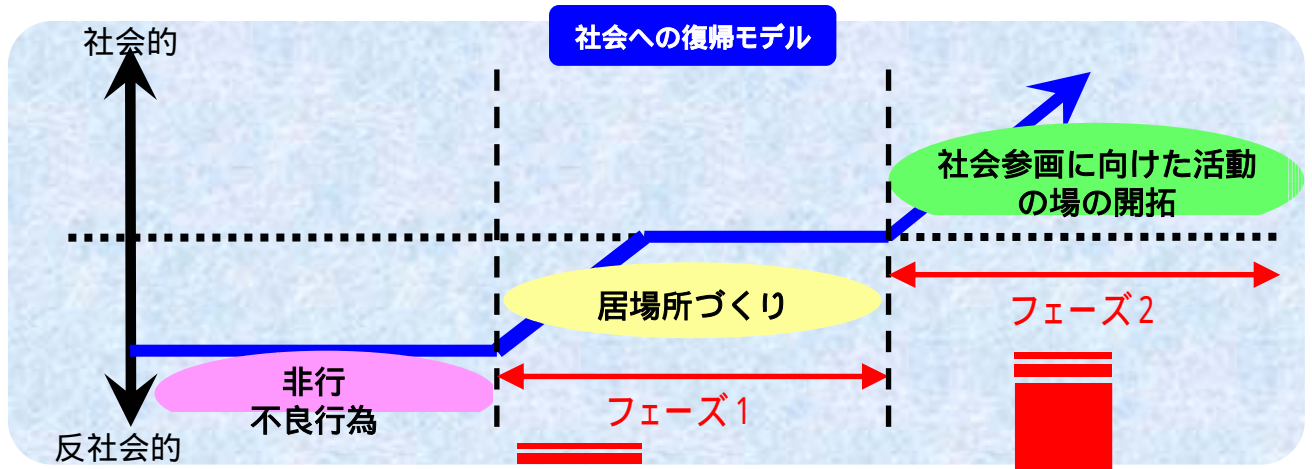 社会への復帰モデル
社会的
社会参画に向けた活動
の場の開拓
居場所づくり
フェーズ2
非行
不良行為
フェーズ1
反社会的